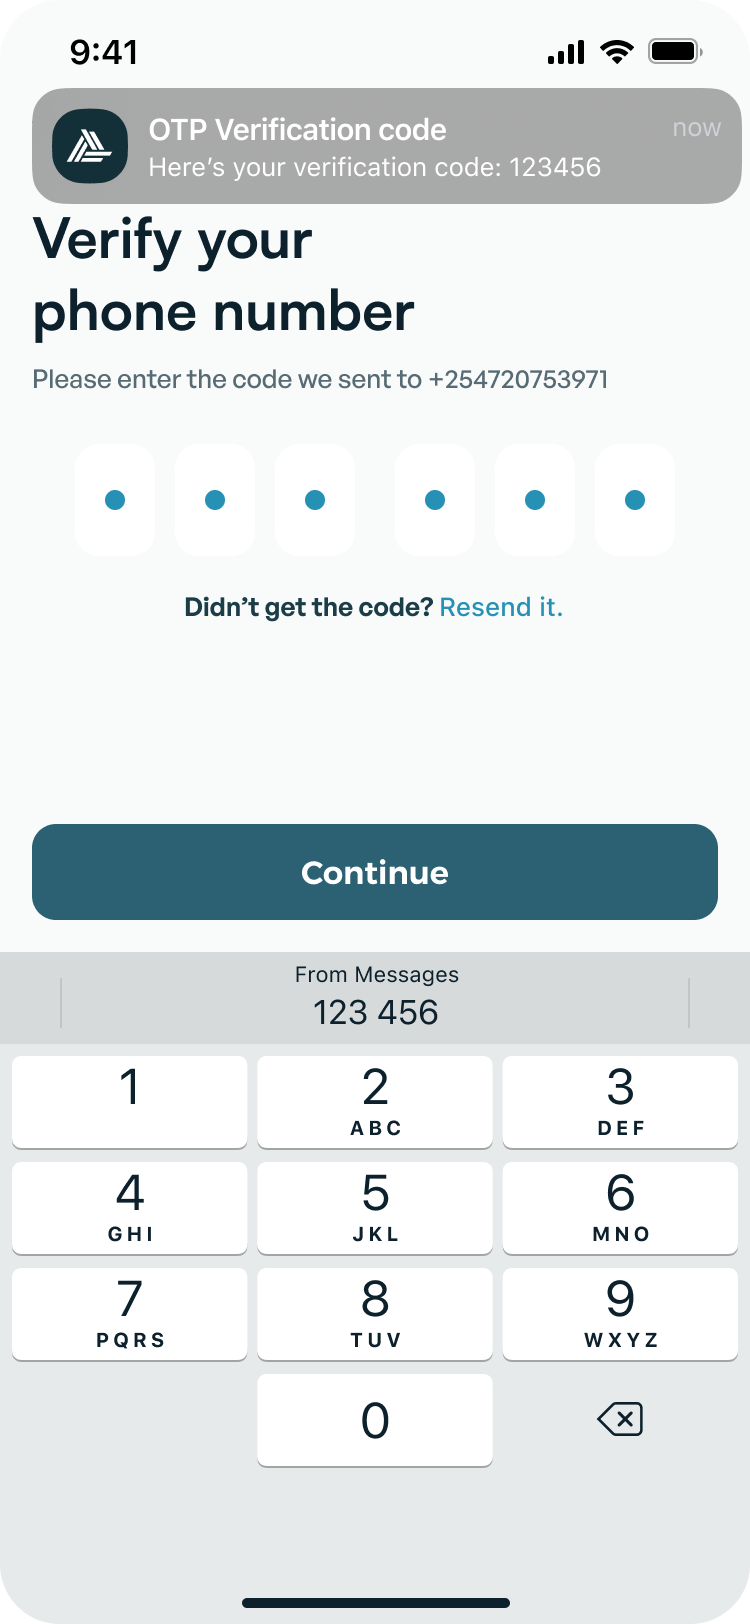 9:41
OTP Verification code
now
Here’s your verification code: 123456
Verify your
phone number
Please enter the code we sent to +254720753971
Didn’t get the code? Resend it.
Continue
From Messages
123 456
1
2
3
ABC
DEF
4
5
6
GHI
JKL
MNO
7
8
9
PQRS
TUV
WXYZ
0